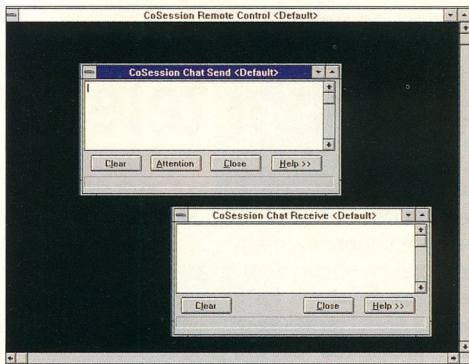 CoSession Remote Control <Default>
CoSession Chat Send <Default>
Clear Attention Close Help >>
CoSession Chat Receive <Default>
Clear Close Help >>